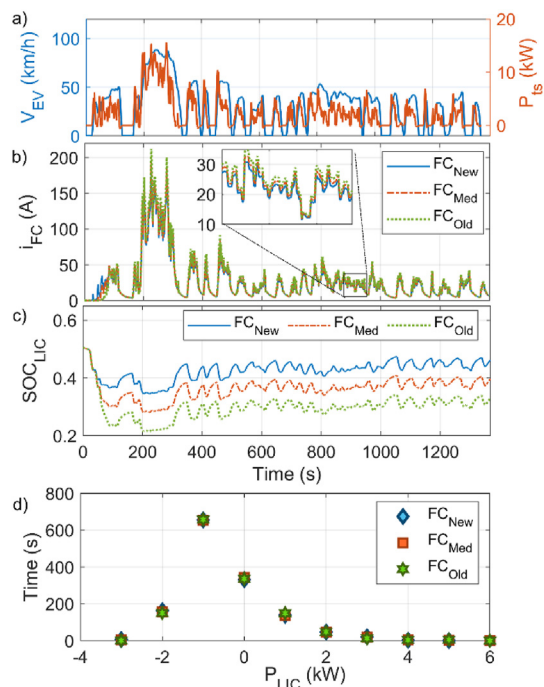 a)
V_EV (km/h)
100
50
0
20
10
0
P_ts (kW)
b)
i_FC (A)
200
150
100
50
0
30
20
10
FC_New
FC_Med
FC_Old
c)
SOC_LIC
0.6
0.4
0.2
FC_New FC_Med FC_Old
0 200 400 600 800 1000 1200
Time (s)
d)
Time (s)
800
600
400
200
0
FC_New
FC_Med
FC_Old
-4 -2 0 2 4 6
P_LIC (kW)